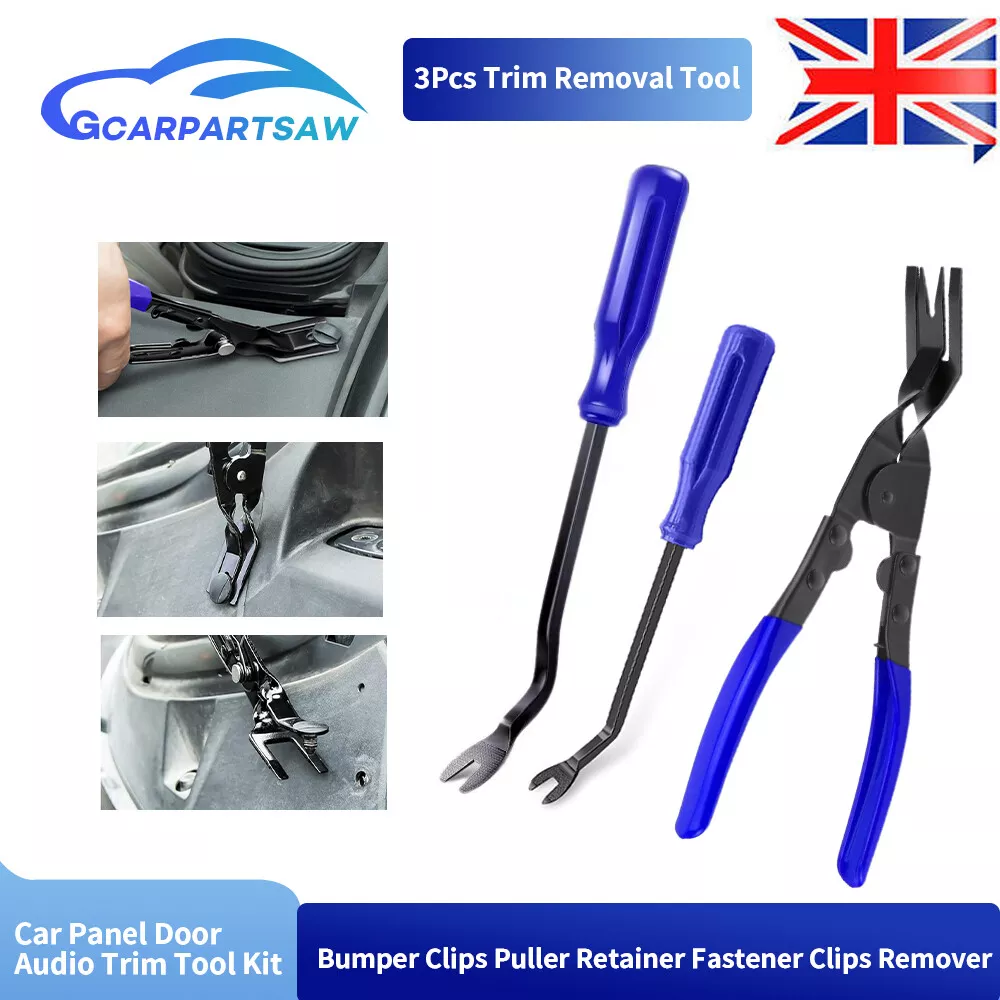 GCARPARTSAW
3Pcs Trim Removal Tool
Car Panel Door
Audio Trim Tool Kit
Bumper Clips Puller Retainer Fastener Clips Remover